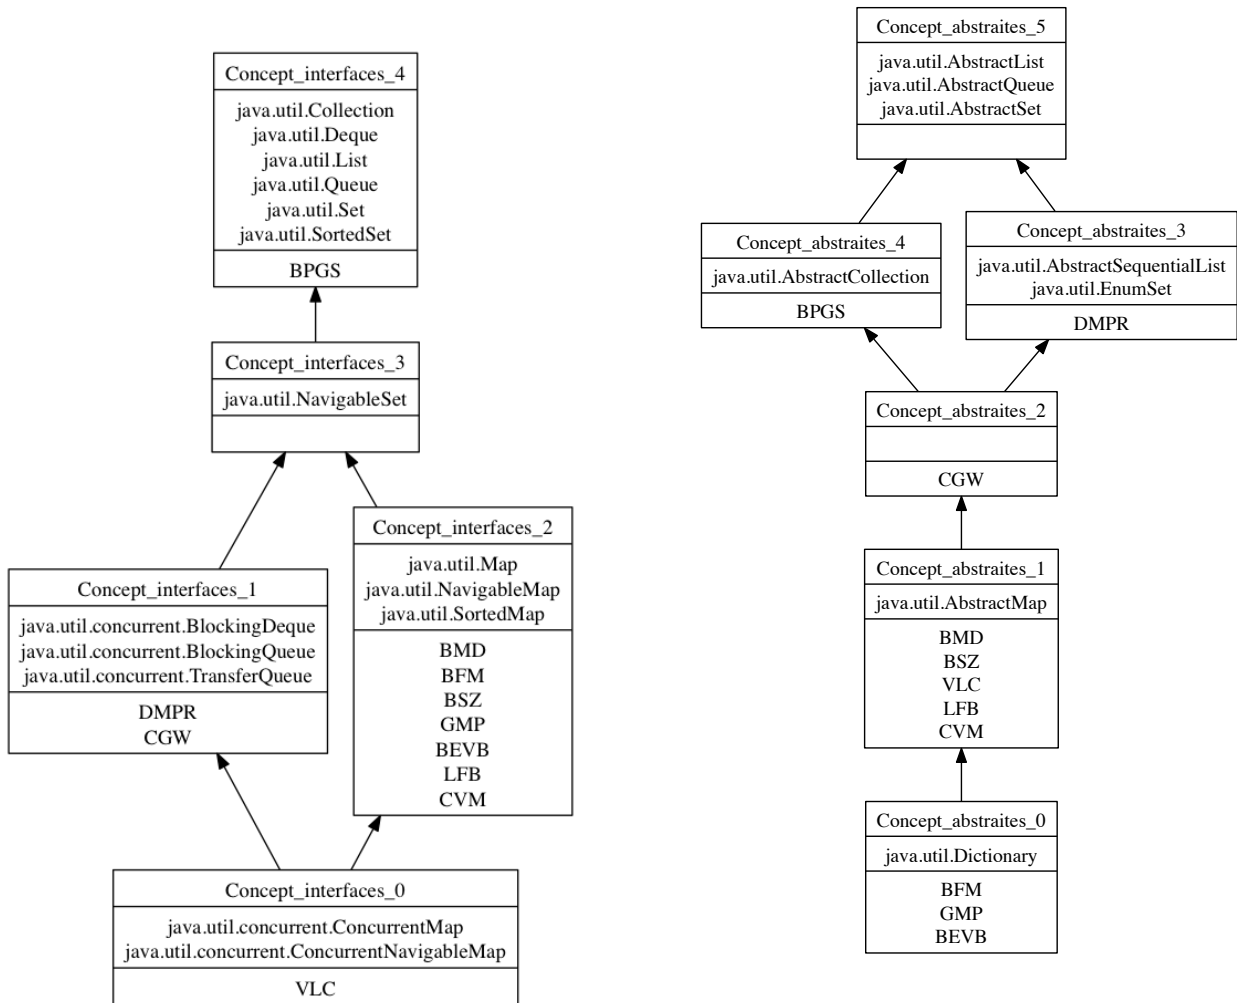 Concept_interfaces_4
java.util.Collection
java.util.Deque
java.util.List
java.util.Queue
java.util.Set
java.util.SortedSet
BPGS
Concept_interfaces_3
java.util.NavigableSet
Concept_interfaces_1
java.util.concurrent.BlockingDeque
java.util.concurrent.BlockingQueue
java.util.concurrent.TransferQueue
DMPR
CGW
Concept_interfaces_2
java.util.Map
java.util.NavigableMap
java.util.SortedMap
BMD
BFM
BSZ
GMP
BEVB
LFB
CVM
Concept_interfaces_0
java.util.concurrent.ConcurrentMap
java.util.concurrent.ConcurrentNavigableMap
VLC
Concept_abstraites_5
java.util.AbstractList
java.util.AbstractQueue
java.util.AbstractSet
Concept_abstraites_4
java.util.AbstractCollection
BPGS
Concept_abstraites_3
java.util.AbstractSequentialList
java.util.EnumSet
DMPR
Concept_abstraites_2
CGW
Concept_abstraites_1
java.util.AbstractMap
BMD
BSZ
VLC
LFB
CVM
Concept_abstraites_0
java.util.Dictionary
BFM
GMP
BEVB